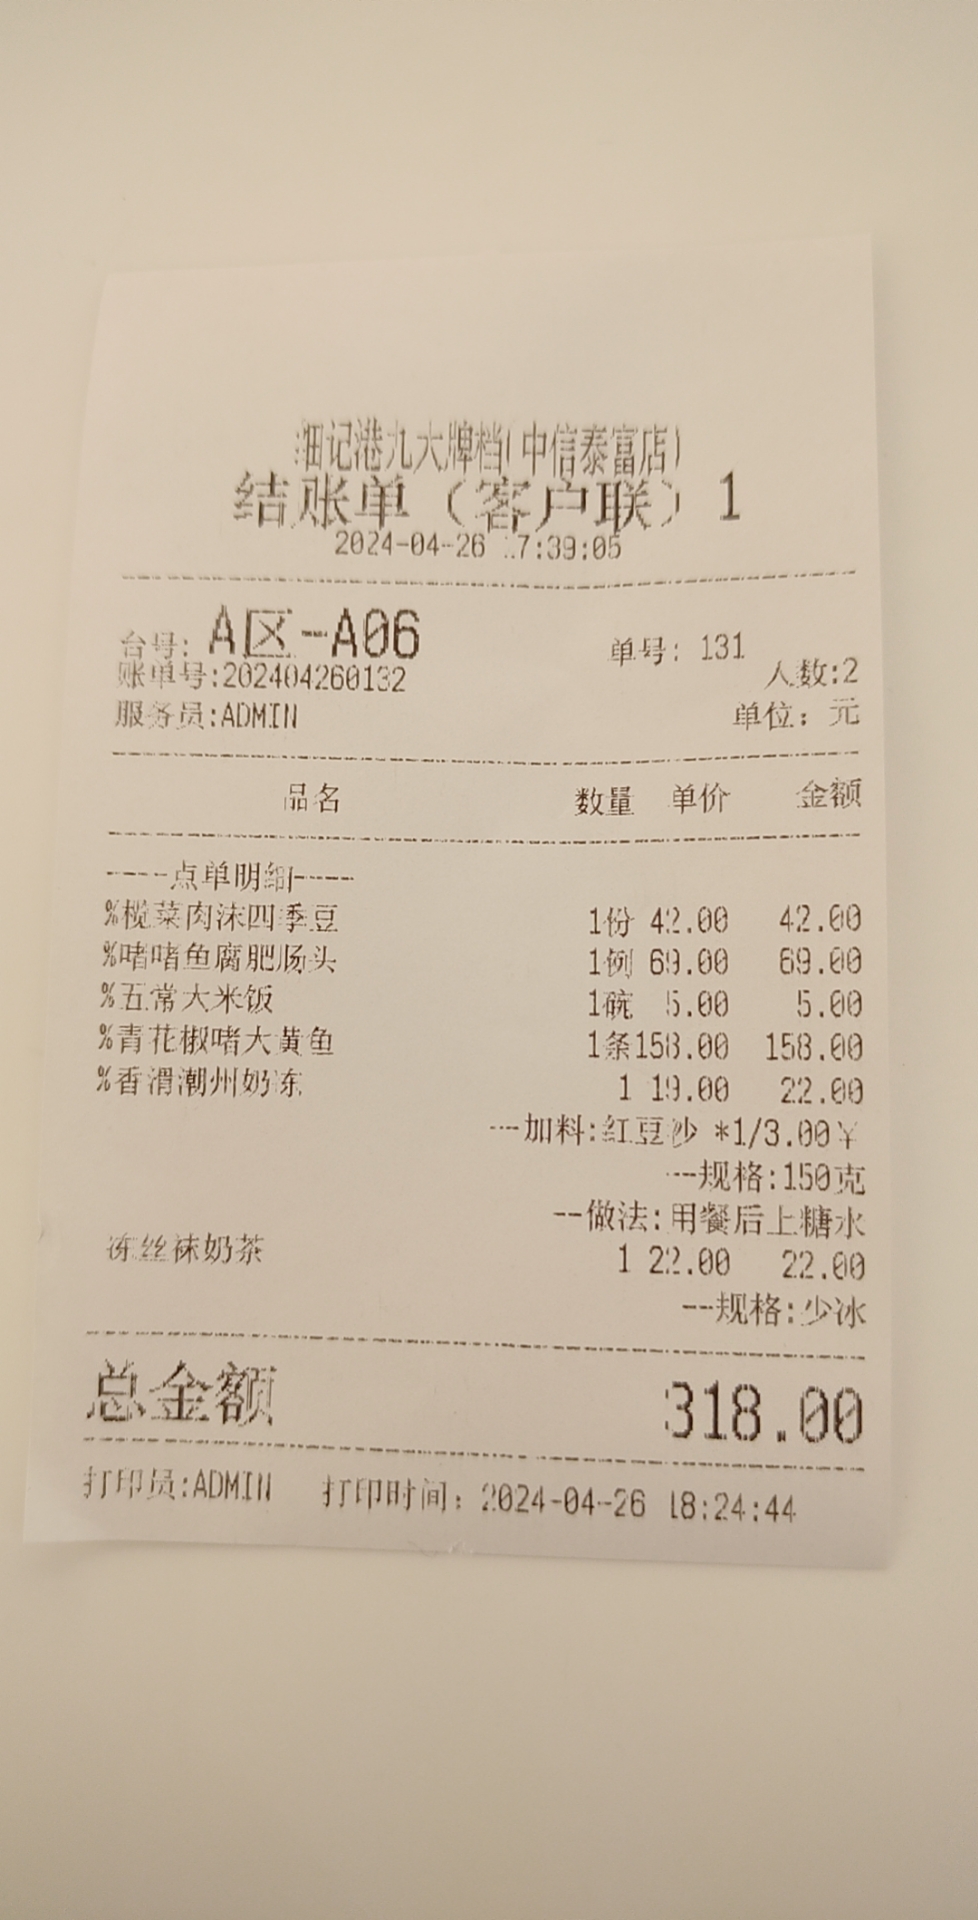 细记港九大牌档(中信泰富店)
结账单（客户联）1
2024-04-26 17:39:05
台号: A区-A06 单号: 131
账单号:202404260132 人数:2
服务员:ADMIN 单位: 元
品名 数量 单价 金额
----点单明细----
%榄菜肉沫四季豆 1份 42.00 42.00
%啫啫鱼腐肥肠头 1例 69.00 69.00
%五常大米饭 1碗 5.00 5.00
%青花椒啫大黄鱼 1条158.00 158.00
%香滑潮州奶冻 1 19.00 22.00
---加料:红豆沙 *1/3.00¥
---规格:150克
--做法:用餐后上糖水
冻丝袜奶茶 1 22.00 22.00
--规格:少冰
总金额 318.00
打印员:ADMIN 打印时间: 2024-04-26 18:24:44